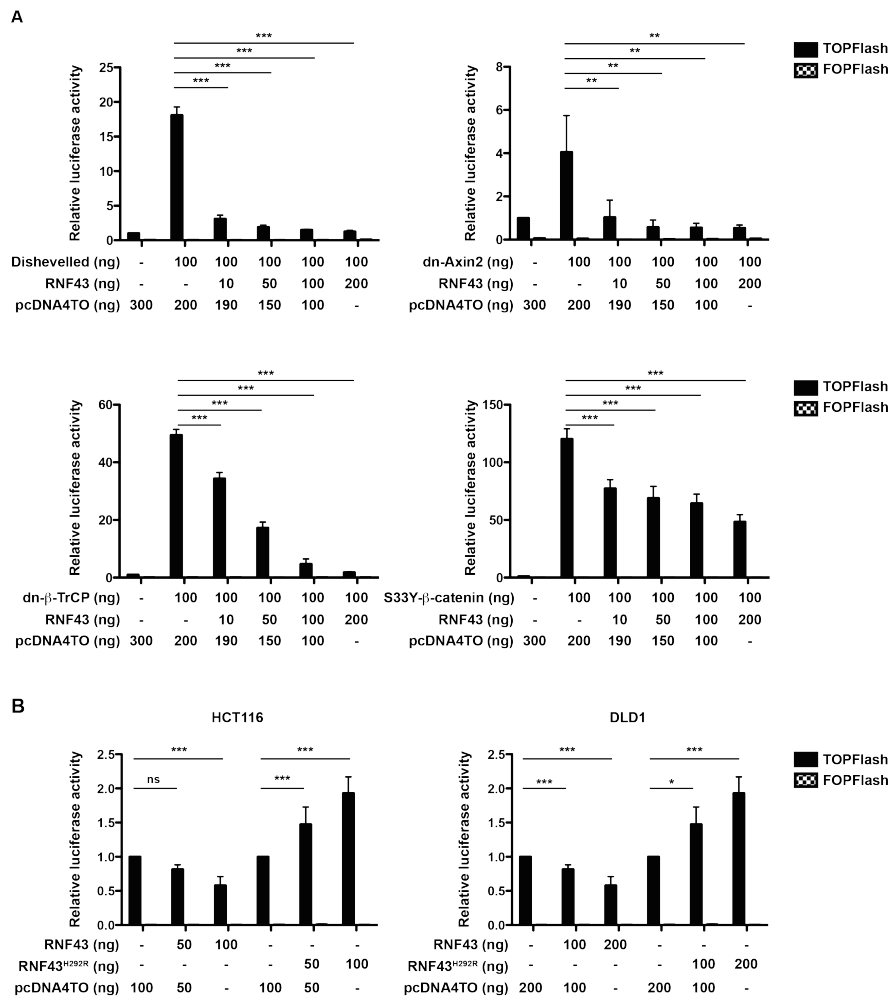 A
***
***
***
***
TOPFlash
FOPFlash
Relative luciferase activity
25
20
15
10
5
0
Dishevelled (ng) - 100 100 100 100 100
RNF43 (ng) - - 10 50 100 200
pcDNA4TO (ng) 300 200 190 150 100 -
**
**
**
**
Relative luciferase activity
8
6
4
2
0
dn-Axin2 (ng) - 100 100 100 100 100
RNF43 (ng) - - 10 50 100 200
pcDNA4TO (ng) 300 200 190 150 100 -
***
***
***
***
Relative luciferase activity
60
40
20
0
dn-β-TrCP (ng) - 100 100 100 100 100
RNF43 (ng) - - 10 50 100 200
pcDNA4TO (ng) 300 200 190 150 100 -
***
***
***
***
TOPFlash
FOPFlash
Relative luciferase activity
150
100
50
0
S33Y-β-catenin (ng) - 100 100 100 100 100
RNF43 (ng) - - 10 50 100 200
pcDNA4TO (ng) 300 200 190 150 100 -
B
HCT116
*** ***
ns ***
Relative luciferase activity
2.5
2.0
1.5
1.0
0.5
0.0
RNF43 (ng) - 50 100 - - -
RNF43H292R (ng) - - - - 50 100
pcDNA4TO (ng) 100 50 - 100 50 -
DLD1
*** ***
*** *
TOPFlash
FOPFlash
Relative luciferase activity
2.5
2.0
1.5
1.0
0.5
0.0
RNF43 (ng) - 100 200 - - -
RNF43H292R (ng) - - - - 100 200
pcDNA4TO (ng) 200 100 - 200 100 -